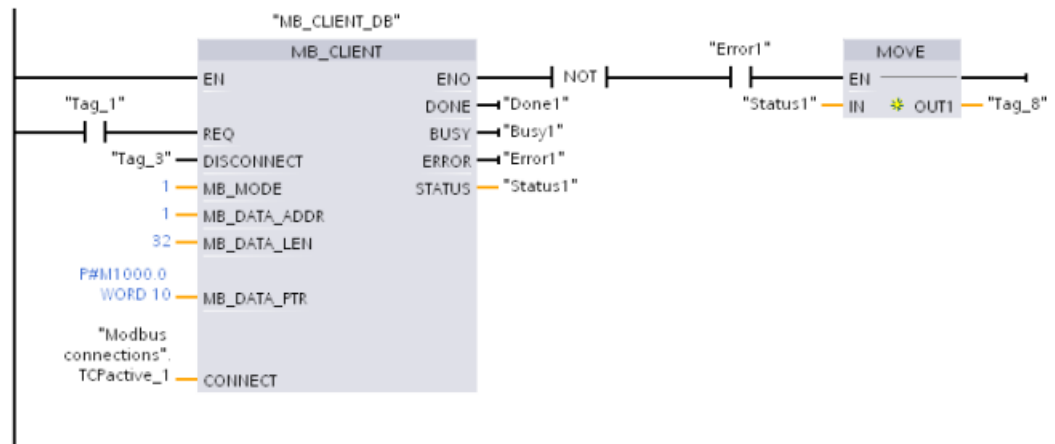 "MB_CLIENT_DB"
MB_CLIENT
"Error1"
MOVE
EN
ENO
NOT
EN
"Tag_1"
DONE
"Done1"
"Status1"
IN
OUT1
"Tag_8"
REQ
BUSY
"Busy1"
"Tag_3"
DISCONNECT
ERROR
"Error1"
1
MB_MODE
STATUS
"Status1"
1
MB_DATA_ADDR
32
MB_DATA_LEN
P#M1000.0
WORD 10
MB_DATA_PTR
"Modbus
connections".
TCPactive_1
CONNECT